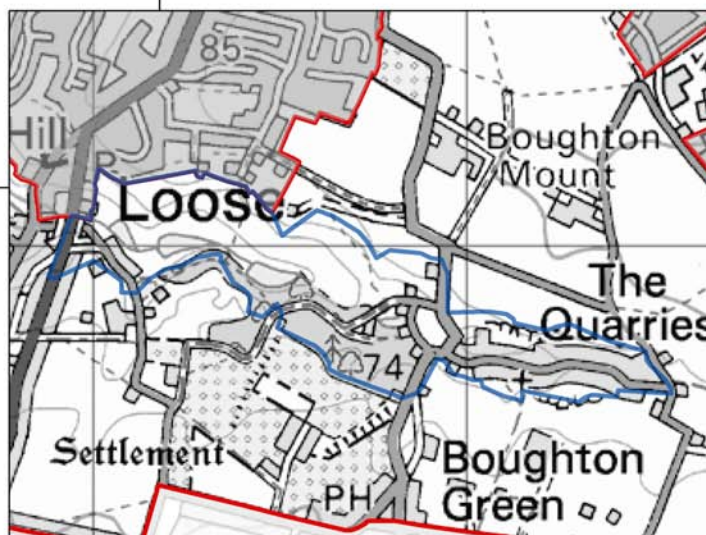 85
Hill
P
Boughton
Mount
Loose
The
Quarries
74
Settlement
Boughton
Green
PH